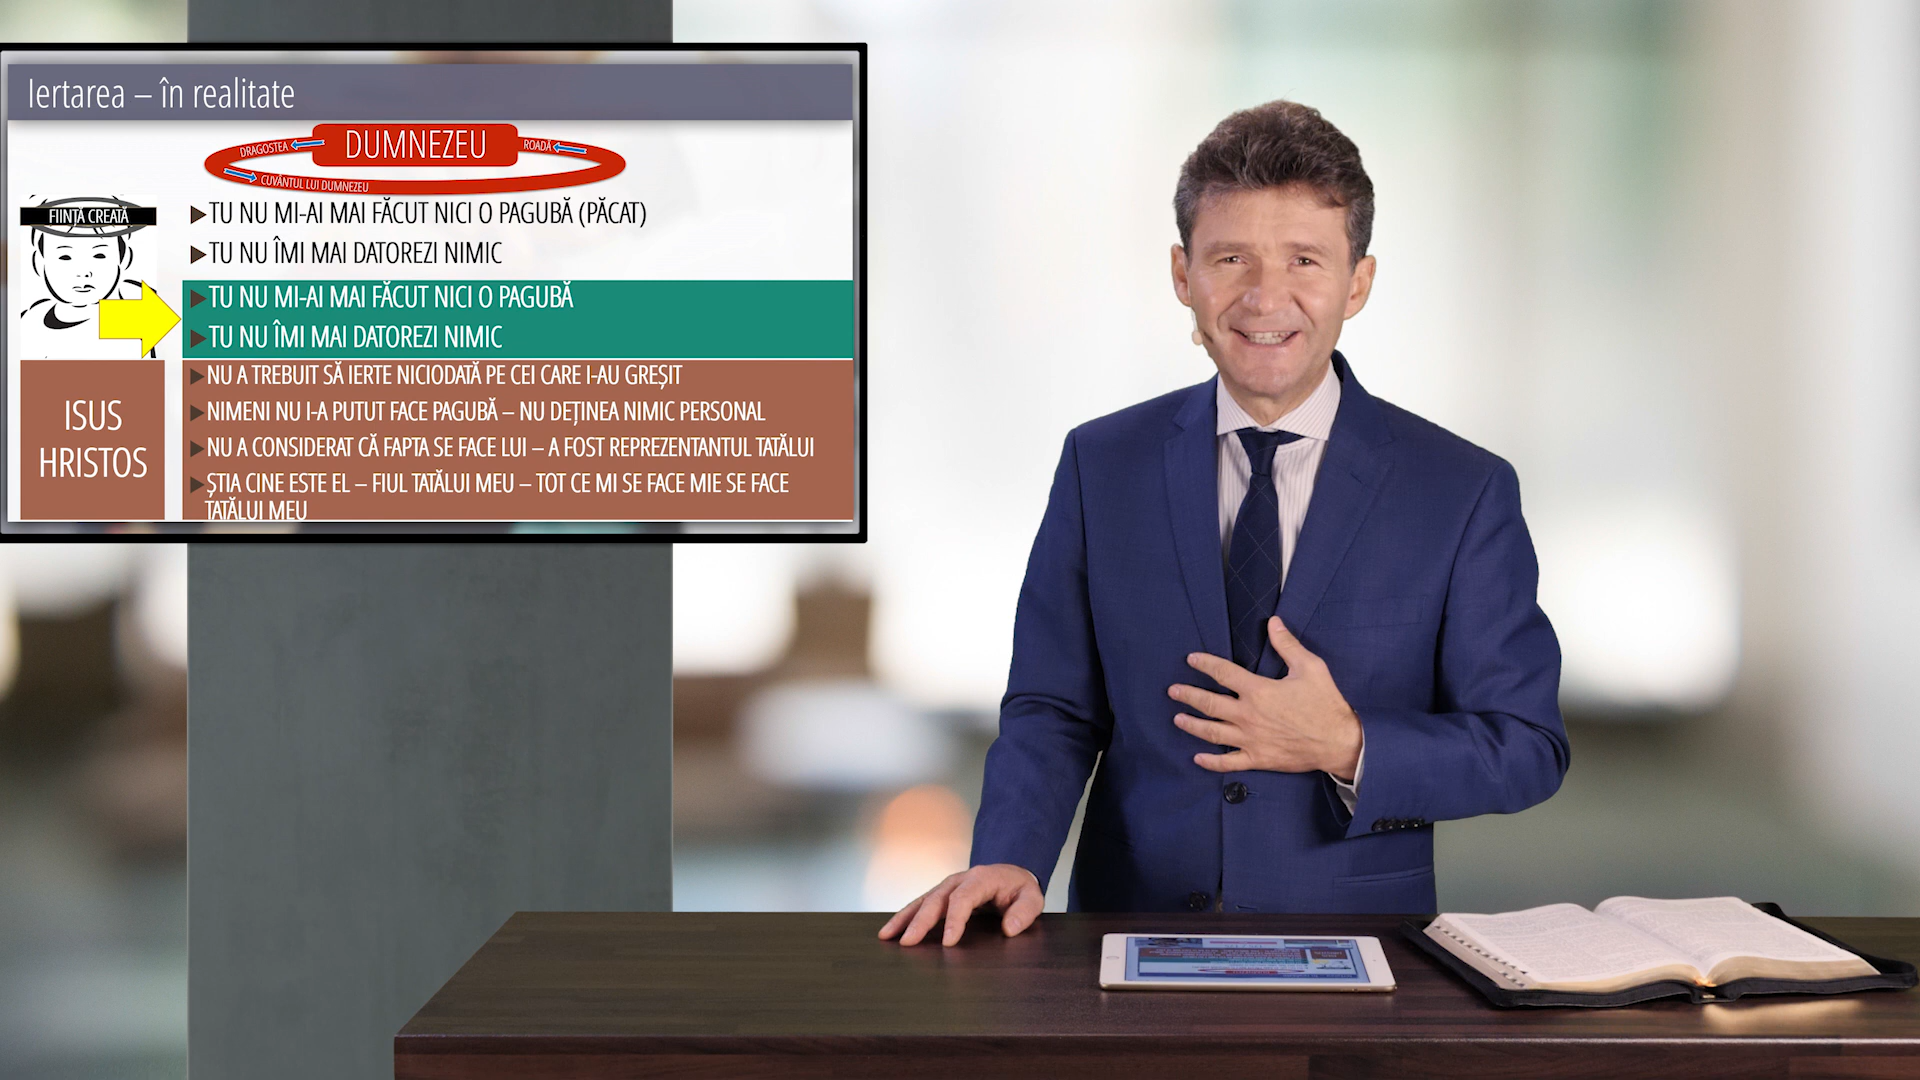 Iertarea – în realitate
DUMNEZEU
DRAGOSTEA
ROADĂ
CUVÂNTUL LUI DUMNEZEU
FIINȚĂ CREATĂ
TU NU MI-AI MAI FĂCUT NICI O PAGUBĂ (PĂCAT)
TU NU ÎMI MAI DATOREZI NIMIC
TU NU MI-AI MAI FĂCUT NICI O PAGUBĂ
TU NU ÎMI MAI DATOREZI NIMIC
ISUS
HRISTOS
NU A TREBUIT SĂ IERTE NICIODATĂ PE CEI CARE I-AU GREȘIT
NIMENI NU I-A PUTUT FACE PAGUBĂ – NU DEȚINEA NIMIC PERSONAL
NU A CONSIDERAT CĂ FAPTA SE FACE LUI – A FOST REPREZENTANTUL TATĂLUI
ȘTIA CINE ESTE EL – FIUL TATĂLUI MEU – TOT CE MI SE FACE MIE SE FACE
TATĂLUI MEU